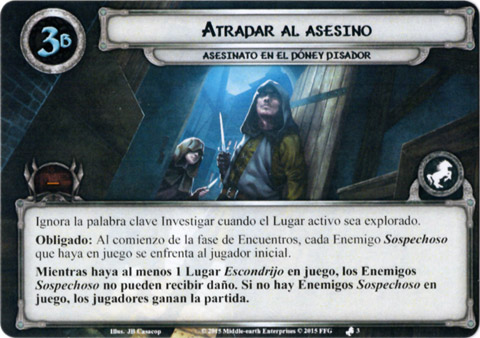 3B
Atrapar al asesino
Asesinato en el Póney Pisador
–
Ignora la palabra clave Investigar cuando el Lugar activo sea explorado.
Obligado: Al comienzo de la fase de Encuentros, cada Enemigo Sospechoso
que haya en juego se enfrenta al jugador inicial.
Mientras haya al menos 1 Lugar Escondrijo en juego, los Enemigos
Sospechoso no pueden recibir daño. Si no hay Enemigos Sospechoso en
juego, los jugadores ganan la partida.
Illus. JB Casacop
© 2015 Middle-earth Enterprises © 2015 FFG
3